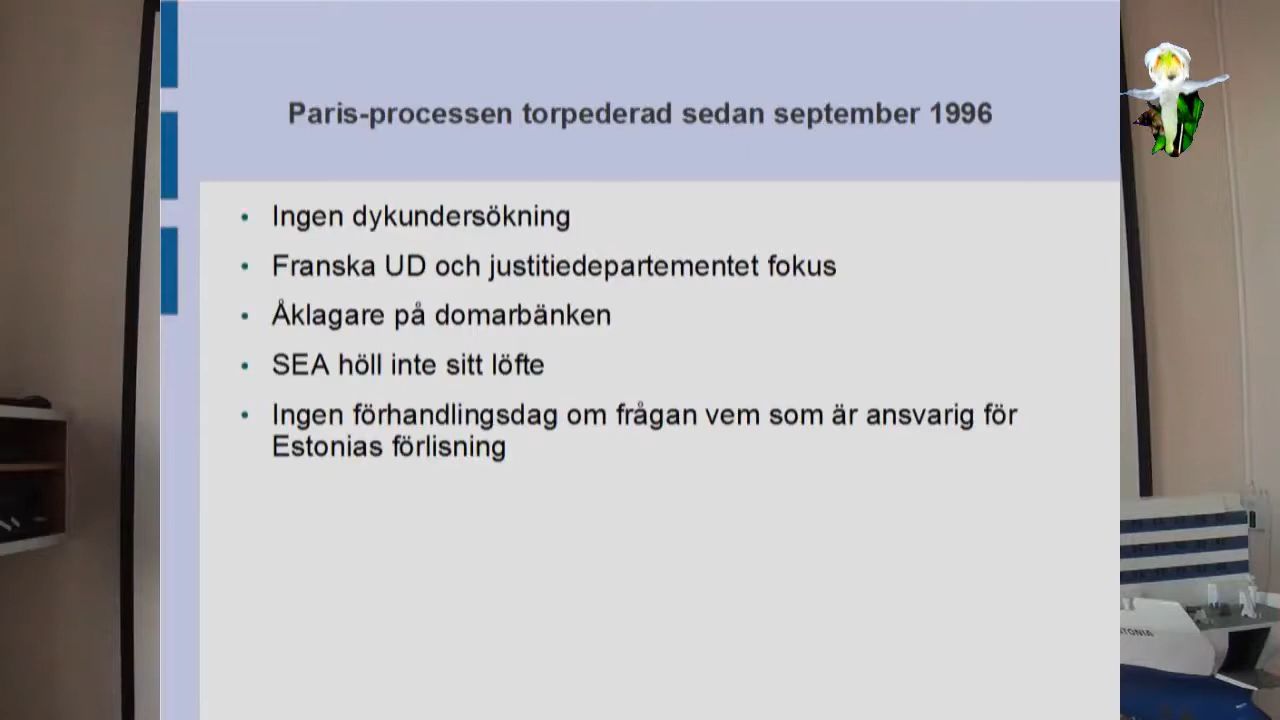 Paris-processen torpederad sedan september 1996
• Ingen dykundersökning
• Franska UD och justitiedepartementet fokus
• Åklagare på domarbänken
• SEA höll inte sitt löfte
• Ingen förhandlingsdag om frågan vem som är ansvarig för
Estonias förlisning